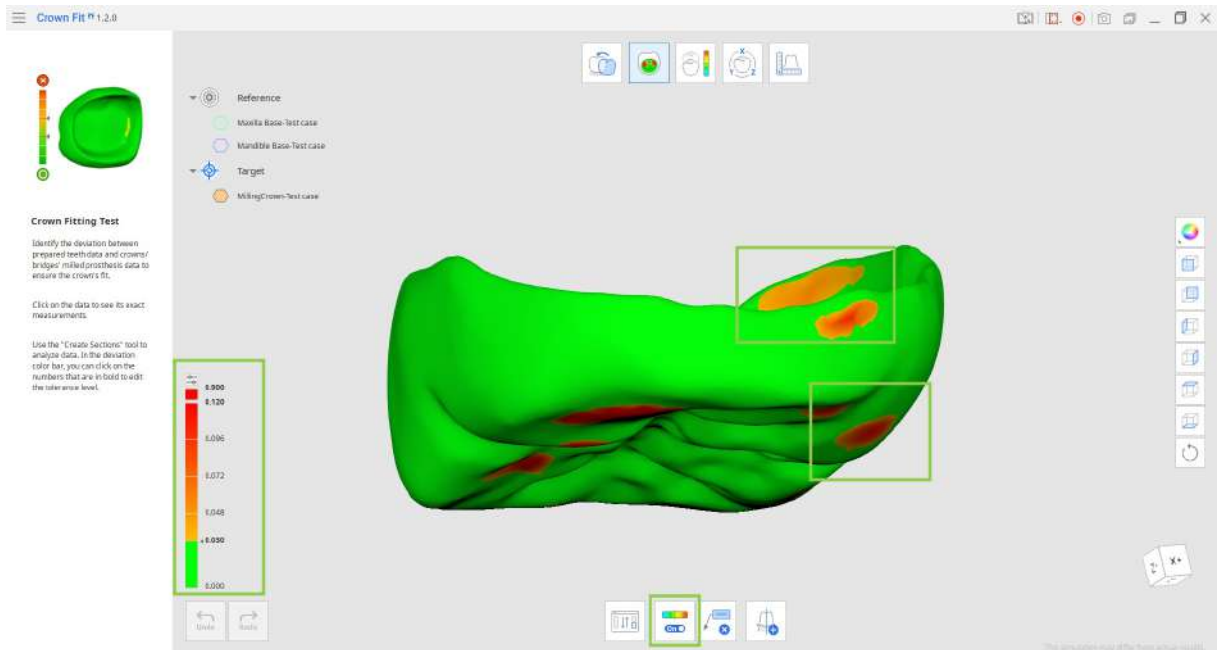 Crown Fit 1.2.0
Reference
Maxilla Base-Test case
Mandible Base-Test case
Target
MillingCrown-Test case
Crown Fitting Test
Identify the deviation between
prepared teeth data and crowns/
bridges' milled prosthesis data to
ensure the crown's fit.
Click on the data to see its exact
measurements.
Use the "Create Sections" tool to
analyze data. In the deviation
color bar, you can click on the
numbers that are in bold to edit
the tolerance level.
0.900
0.120
0.096
0.072
0.048
0.000
Undo
Redo
On
X
Z
X+